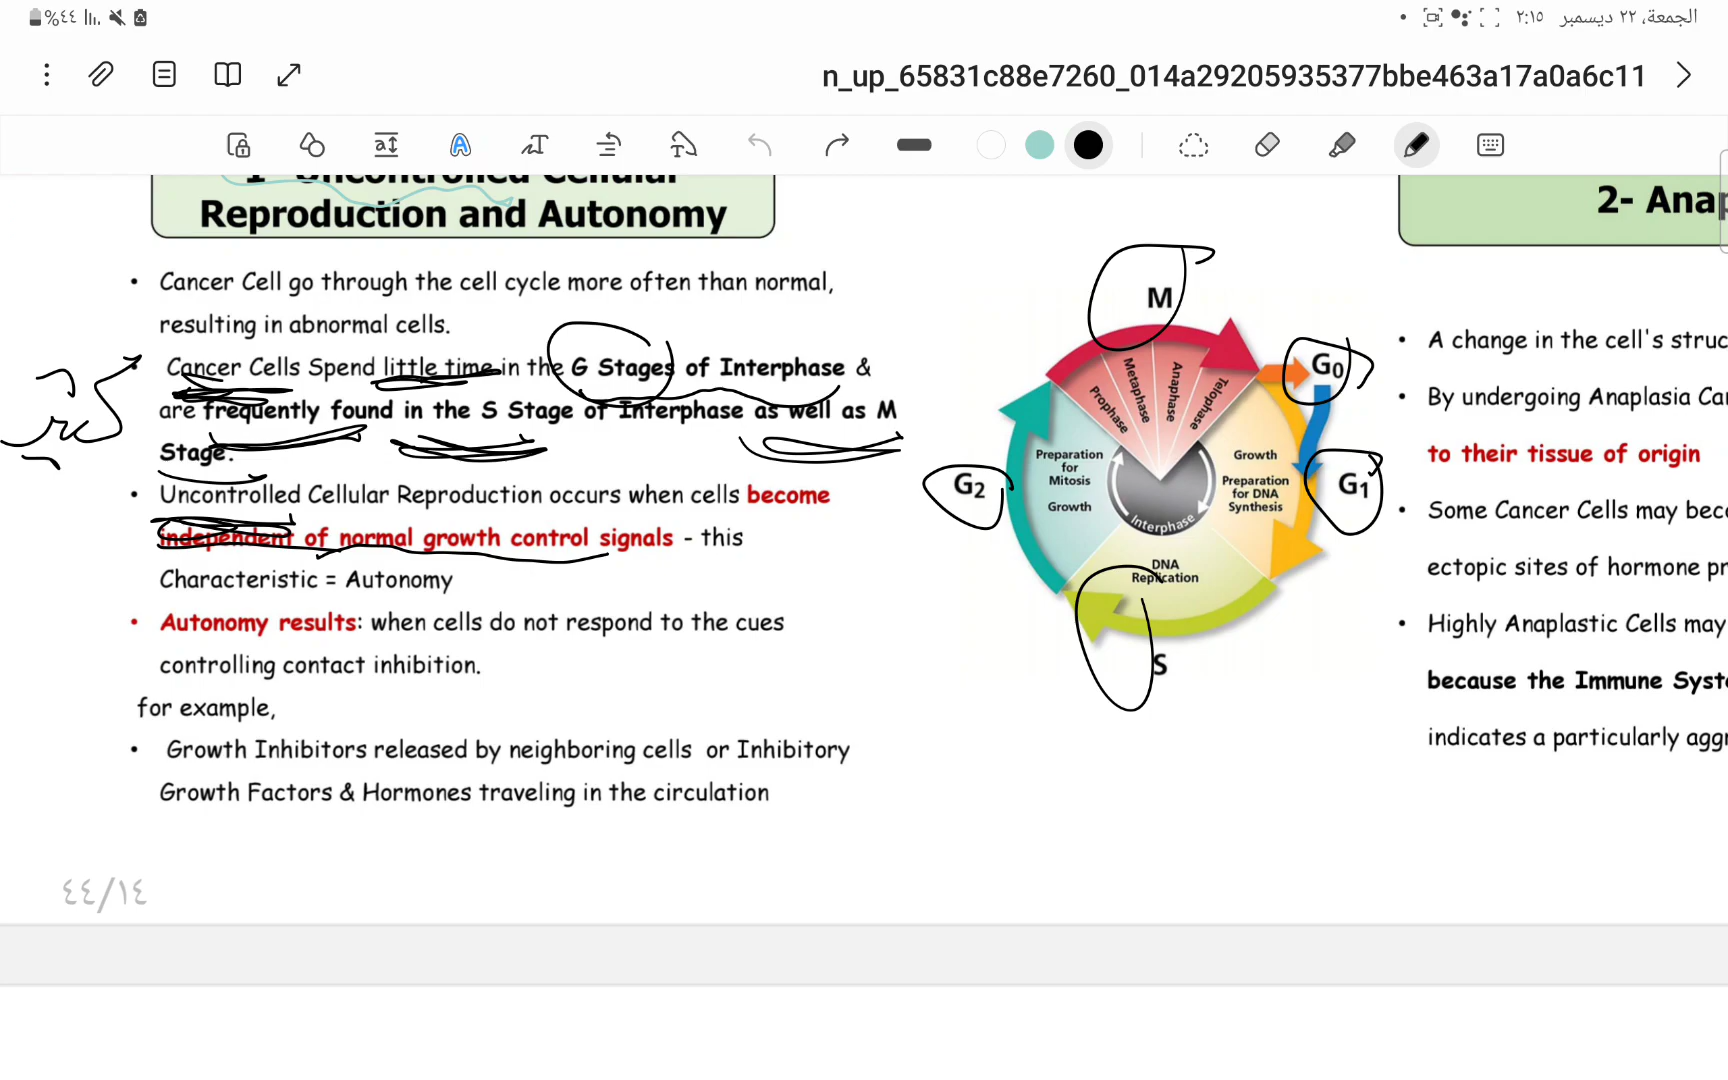 %٤٤
٢:١٥ الجمعة، ٢٢ ديسمبر
n_up_65831c88e7260_014a29205935377bbe463a17a0a6c11
1- Uncontrolled Cellular
Reproduction and Autonomy
• Cancer Cell go through the cell cycle more often than normal,
resulting in abnormal cells.
• Cancer Cells Spend little time in the G Stages of Interphase &
are frequently found in the S Stage of Interphase as well as M
Stage.
• Uncontrolled Cellular Reproduction occurs when cells become
independent of normal growth control signals - this
Characteristic = Autonomy
• Autonomy results: when cells do not respond to the cues
controlling contact inhibition.
for example,
• Growth Inhibitors released by neighboring cells or Inhibitory
Growth Factors & Hormones traveling in the circulation
M
G0
Prophase
Metaphase
Anaphase
Telophase
G2
G1
Preparation
for
Mitosis
Growth
Growth
Preparation
for DNA
Synthesis
Interphase
DNA
Replication
S
2- Anap
• A change in the cell's struc
• By undergoing Anaplasia Ca
to their tissue of origin
• Some Cancer Cells may beco
ectopic sites of hormone pr
• Highly Anaplastic Cells may
because the Immune Syst
indicates a particularly aggr
٤٤/١٤